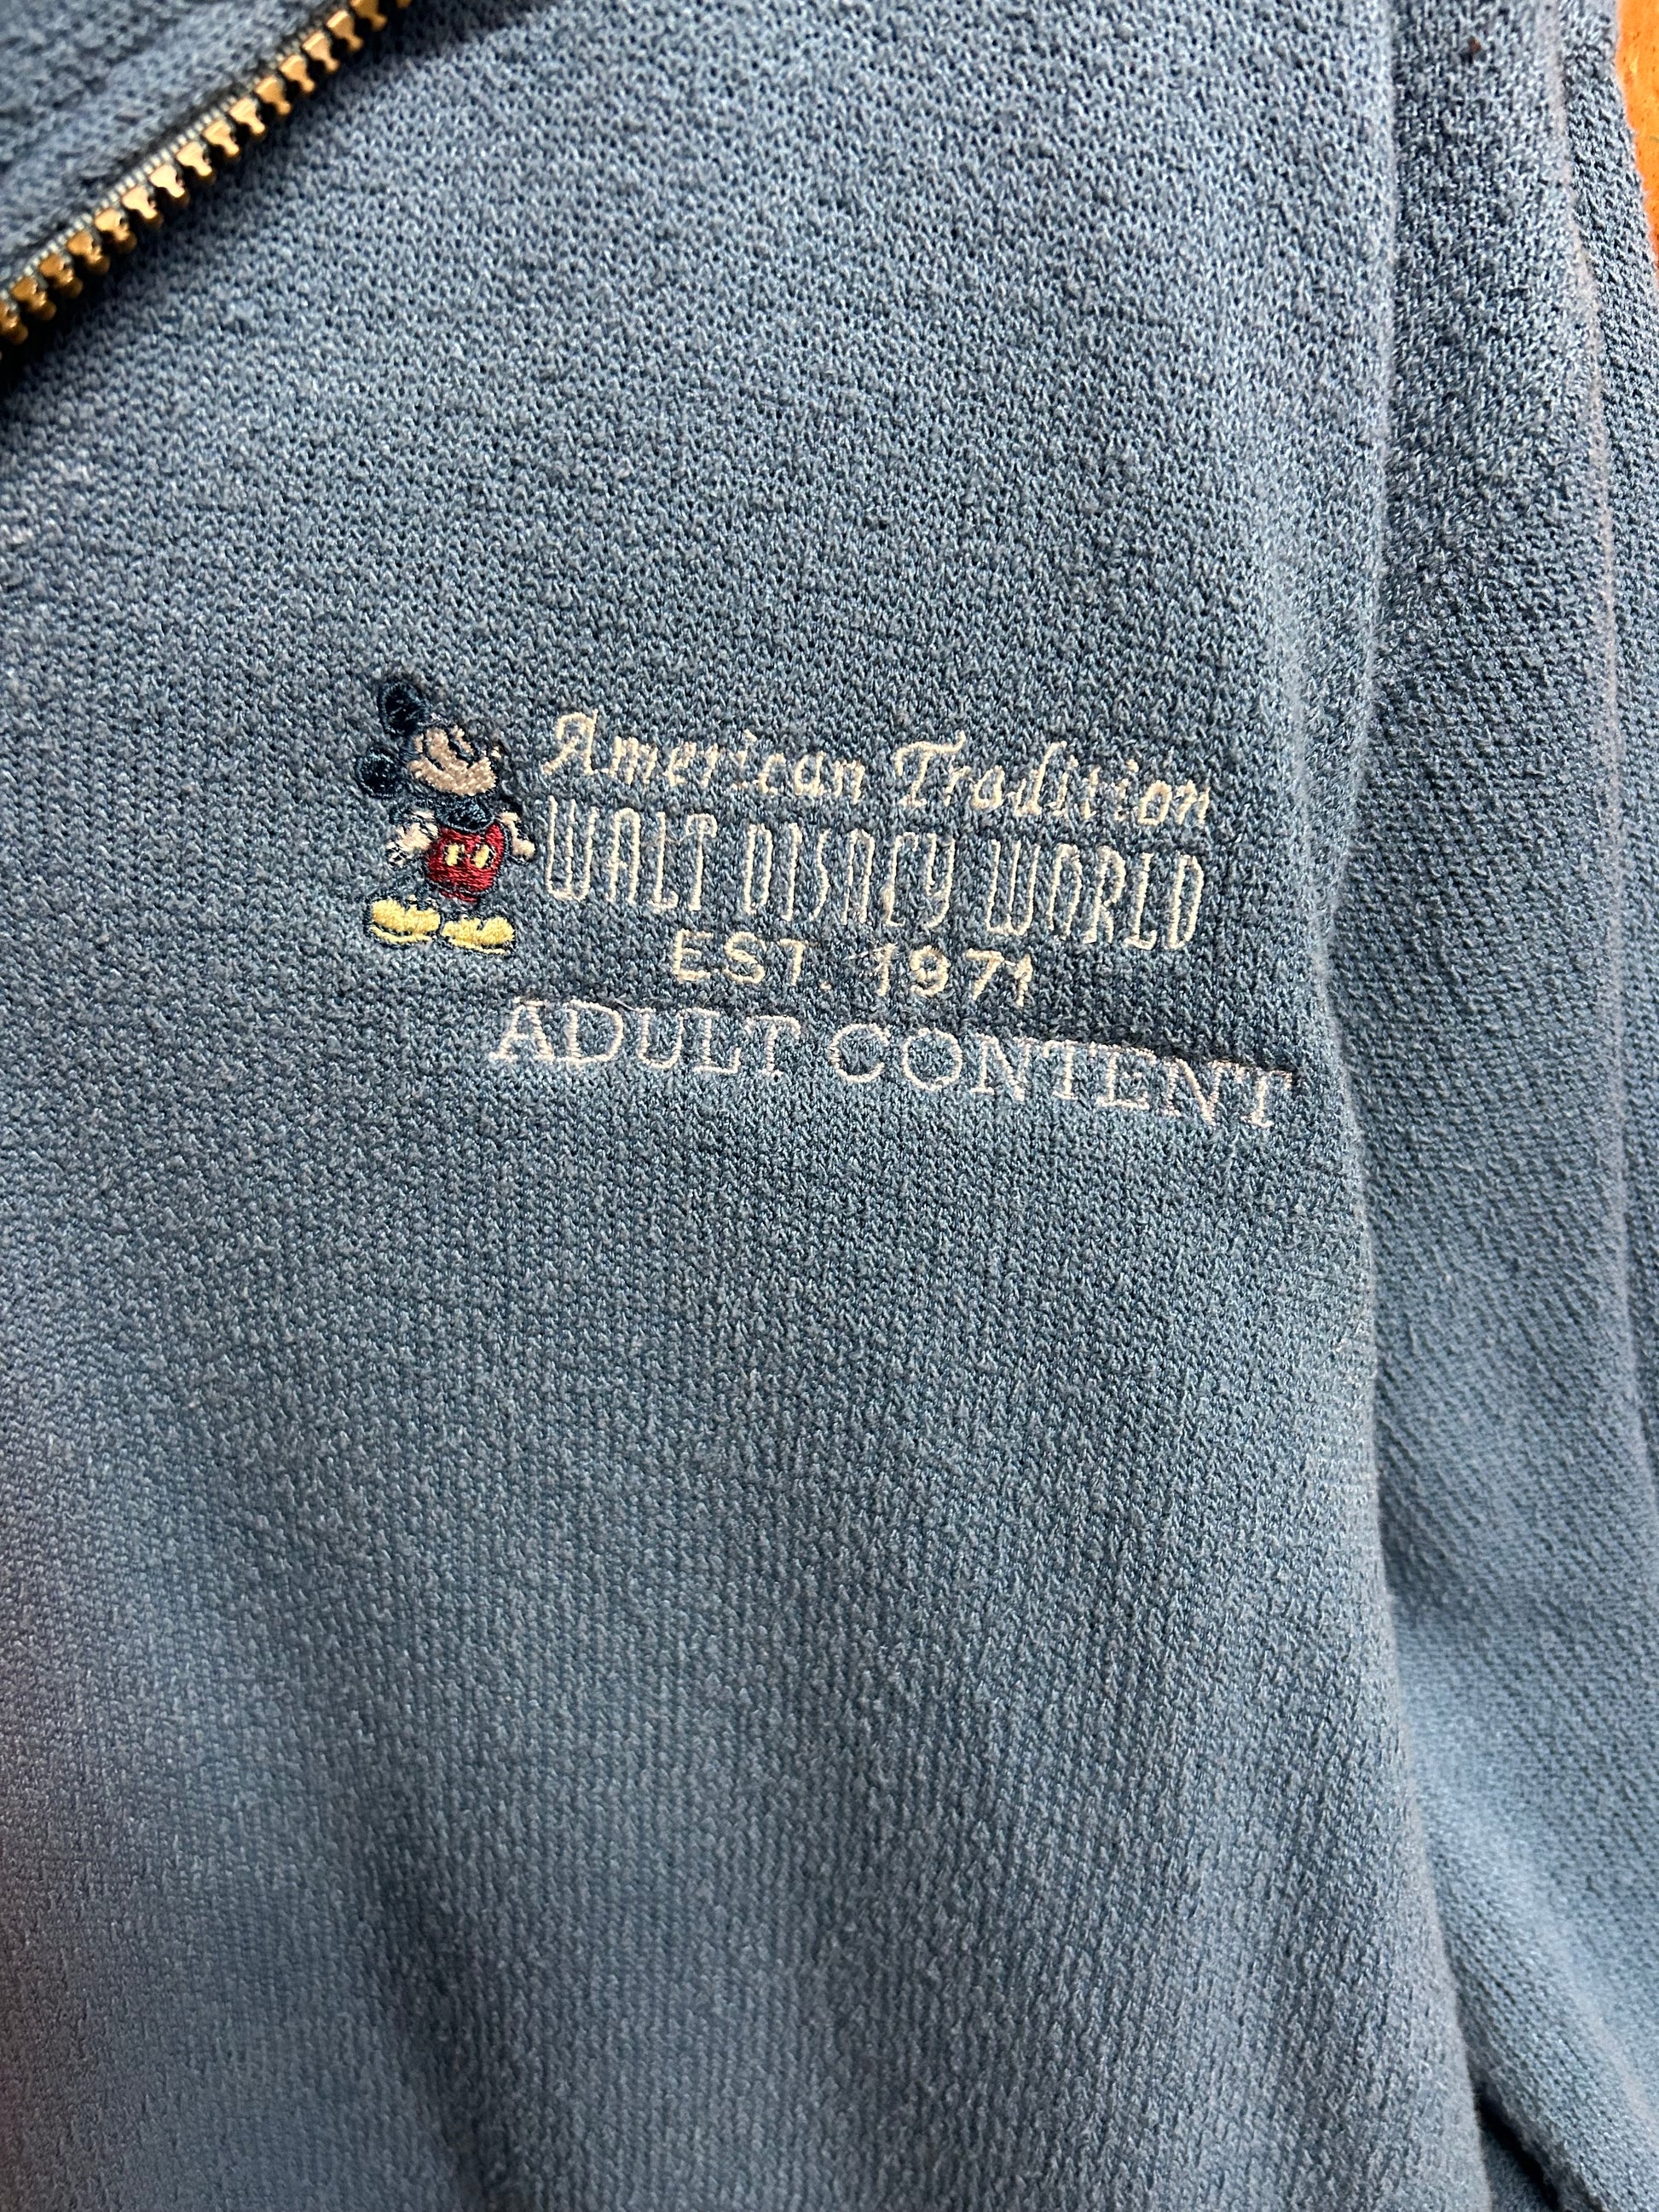 American Tradition
WALT DISNEY WORLD
EST. 1971
ADULT CONTENT